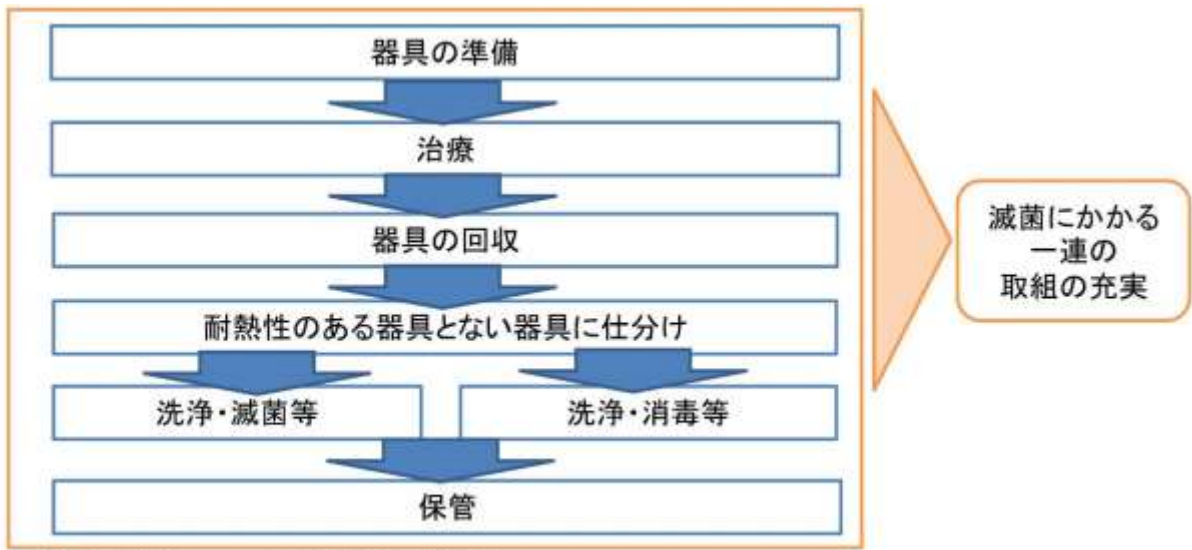 器具の準備
治療
器具の回収
耐熱性のある器具とない器具に仕分け
洗浄・滅菌等
洗浄・消毒等
保管
滅菌にかかる
一連の
取組の充実